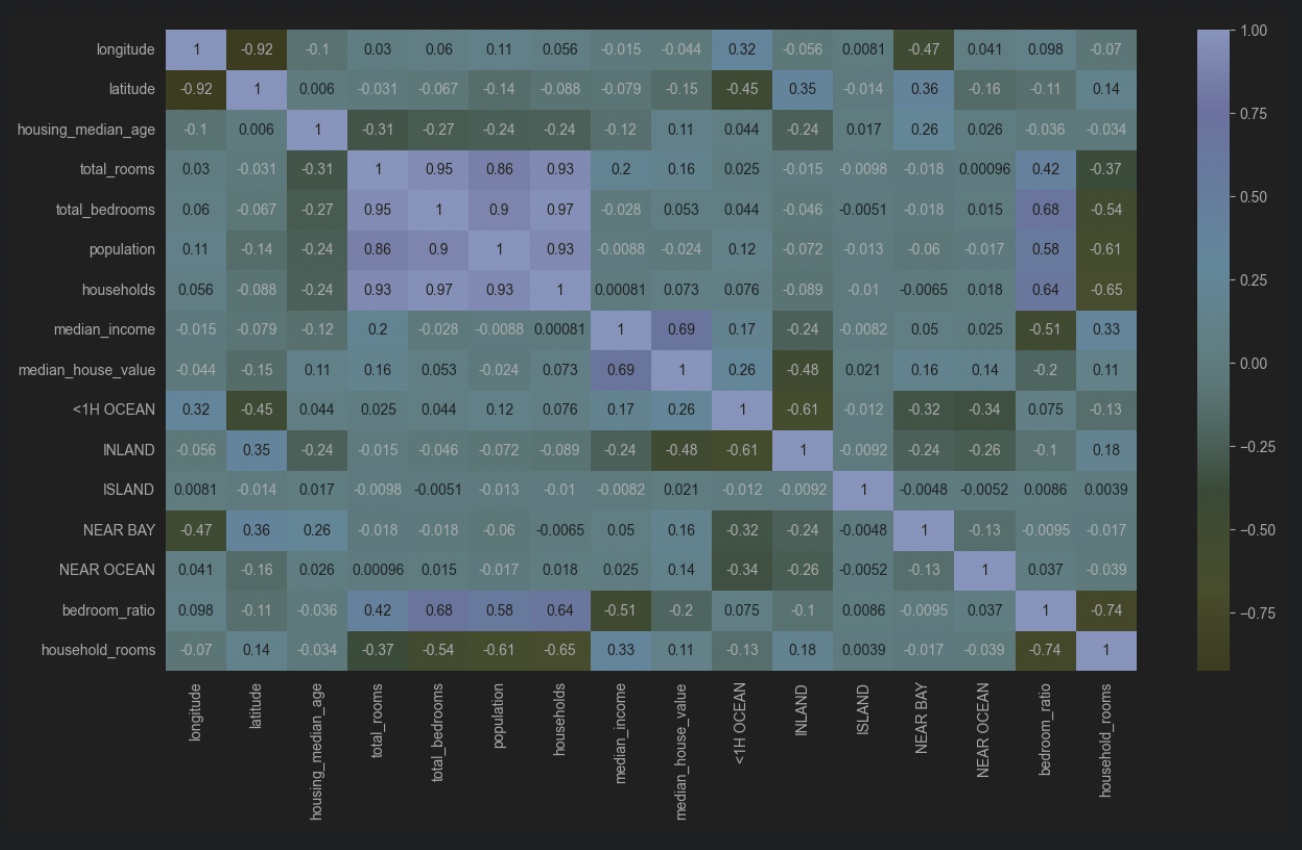 longitude 1 -0.92 -0.1 0.03 0.06 0.11 0.056 -0.015 -0.044 0.32 -0.056 0.0081 -0.47 0.041 0.098 -0.07
latitude -0.92 1 0.006 -0.031 -0.067 -0.14 -0.088 -0.079 -0.15 -0.45 0.35 -0.014 0.36 -0.16 -0.11 0.14
housing_median_age -0.1 0.006 1 -0.31 -0.27 -0.24 -0.24 -0.12 0.11 0.044 -0.24 0.017 0.26 0.026 -0.036 -0.034
total_rooms 0.03 -0.031 -0.31 1 0.95 0.86 0.93 0.2 0.16 0.025 -0.015 -0.0098 -0.018 0.00096 0.42 -0.37
total_bedrooms 0.06 -0.067 -0.27 0.95 1 0.9 0.97 -0.028 0.053 0.044 -0.046 -0.0051 -0.018 0.015 0.68 -0.54
population 0.11 -0.14 -0.24 0.86 0.9 1 0.93 -0.0088 -0.024 0.12 -0.072 -0.013 -0.06 -0.017 0.58 -0.61
households 0.056 -0.088 -0.24 0.93 0.97 0.93 1 0.00081 0.073 0.076 -0.089 -0.01 -0.0065 0.018 0.64 -0.65
median_income -0.015 -0.079 -0.12 0.2 -0.028 -0.0088 0.00081 1 0.69 0.17 -0.24 -0.0082 0.05 0.025 -0.51 0.33
median_house_value -0.044 -0.15 0.11 0.16 0.053 -0.024 0.073 0.69 1 0.26 -0.48 0.021 0.16 0.14 -0.2 0.11
<1H OCEAN 0.32 -0.45 0.044 0.025 0.044 0.12 0.076 0.17 0.26 1 -0.61 -0.012 -0.32 -0.34 0.075 -0.13
INLAND -0.056 0.35 -0.24 -0.015 -0.046 -0.072 -0.089 -0.24 -0.48 -0.61 1 -0.0092 -0.24 -0.26 -0.1 0.18
ISLAND 0.0081 -0.014 0.017 -0.0098 -0.0051 -0.013 -0.01 -0.0082 0.021 -0.012 -0.0092 1 -0.0048 -0.0052 0.0086 0.0039
NEAR BAY -0.47 0.36 0.26 -0.018 -0.018 -0.06 -0.0065 0.05 0.16 -0.32 -0.24 -0.0048 1 -0.13 -0.0095 -0.017
NEAR OCEAN 0.041 -0.16 0.026 0.00096 0.015 -0.017 0.018 0.025 0.14 -0.34 -0.26 -0.0052 -0.13 1 0.037 -0.039
bedroom_ratio 0.098 -0.11 -0.036 0.42 0.68 0.58 0.64 -0.51 -0.2 0.075 -0.1 0.0086 -0.0095 0.037 1 -0.74
household_rooms -0.07 0.14 -0.034 -0.37 -0.54 -0.61 -0.65 0.33 0.11 -0.13 0.18 0.0039 -0.017 -0.039 -0.74 1
longitude
latitude
housing_median_age
total_rooms
total_bedrooms
population
households
median_income
median_house_value
<1H OCEAN
INLAND
ISLAND
NEAR BAY
NEAR OCEAN
bedroom_ratio
household_rooms
1.00
0.75
0.50
0.25
0.00
−0.25
−0.50
−0.75